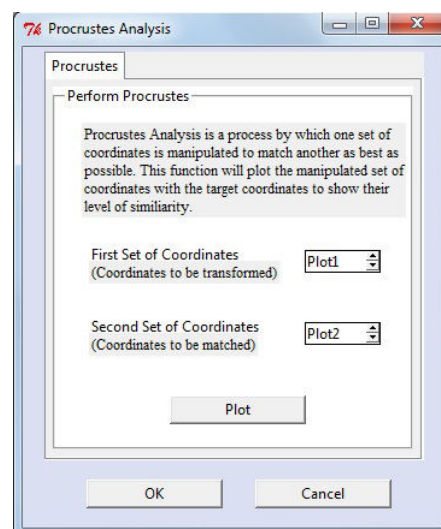 Procrustes Analysis
Procrustes
Perform Procrustes
Procrustes Analysis is a process by which one set of
coordinates is manipulated to match another as best as
possible. This function will plot the manipulated set of
coordinates with the target coordinates to show their
level of similiarity.
First Set of Coordinates
(Coordinates to be transformed)
Plot1
Second Set of Coordinates
(Coordinates to be matched)
Plot2
Plot
OK
Cancel